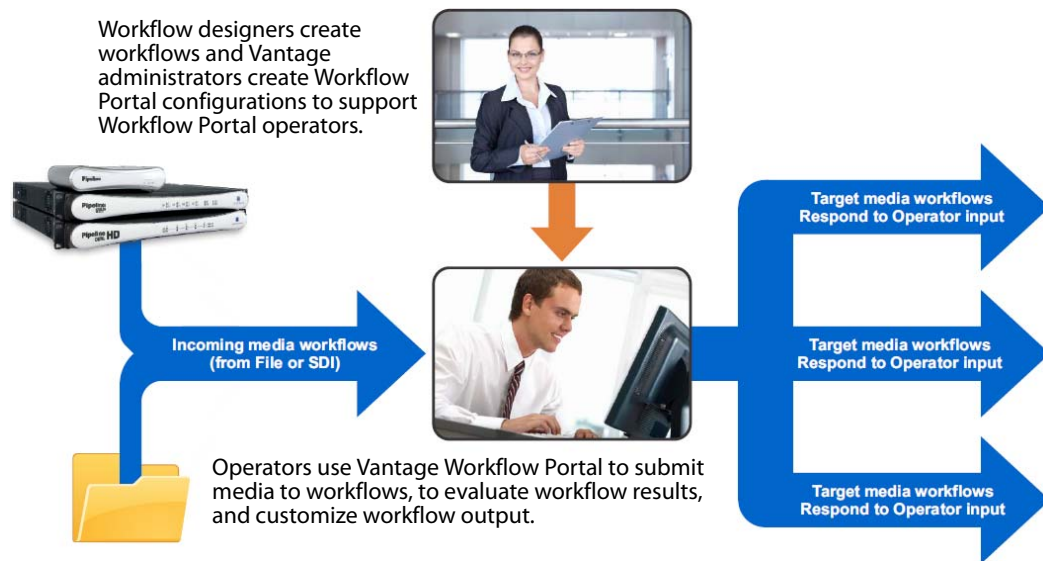 Workflow designers create
workflows and Vantage
administrators create Workflow
Portal configurations to support
Workflow Portal operators.
Pipeline
Pipeline
Pipeline
HD
Incoming media workflows
(from File or SDI)
Target media workflows
Respond to Operator input
Target media workflows
Respond to Operator input
Target media workflows
Respond to Operator input
Operators use Vantage Workflow Portal to submit
media to workflows, to evaluate workflow results,
and customize workflow output.